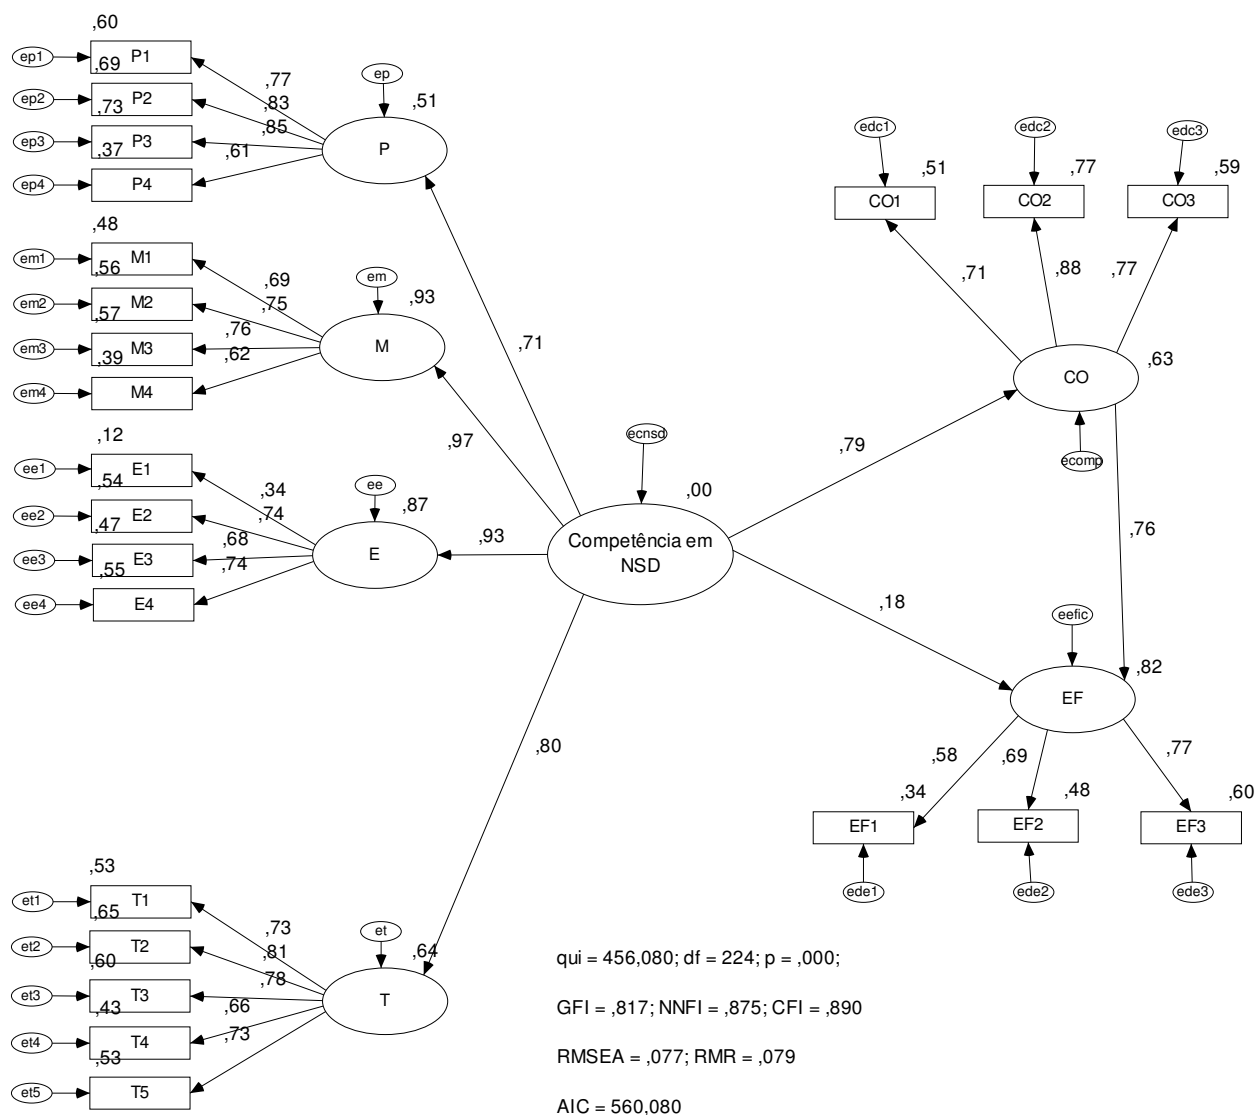 ,60
ep1
P1
,69
ep2
P2
,73
ep3
P3
,37
ep4
P4
,77
,83
,85
,61
ep
,51
P
,48
em1
M1
,56
em2
M2
,57
em3
M3
,39
em4
M4
,69
,75
,76
,62
em
,93
M
,12
ee1
E1
,54
ee2
E2
,47
ee3
E3
,55
ee4
E4
,34
,74
,68
,74
ee
,87
E
,71
,97
,93
,80
ecnsd
,00
Competência em
NSD
,79
,18
edc1
edc2
edc3
,51
,77
,59
CO1
CO2
CO3
,71
,88
,77
CO
,63
ecomp
,76
eefic
,82
EF
,58
,69
,77
,34
,48
,60
EF1
EF2
EF3
ede1
ede2
ede3
,53
et1
T1
,65
et2
T2
,60
et3
T3
,43
et4
T4
,53
et5
T5
,73
,81
,78
,66
,73
et
,64
T
qui = 456,080; df = 224; p = ,000;
GFI = ,817; NNFI = ,875; CFI = ,890
RMSEA = ,077; RMR = ,079
AIC = 560,080